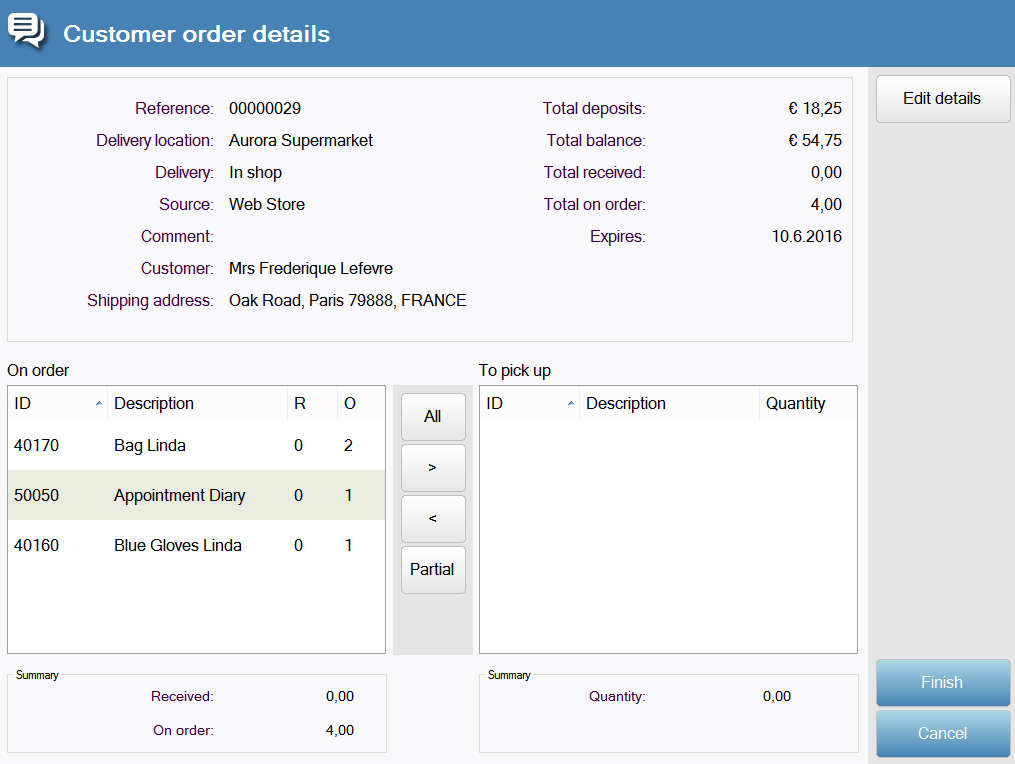 Customer order details
Edit details
Reference: 00000029 Total deposits: € 18,25
Delivery location: Aurora Supermarket Total balance: € 54,75
Delivery: In shop Total received: 0,00
Source: Web Store Total on order: 4,00
Comment: Expires: 10.6.2016
Customer: Mrs Frederique Lefevre
Shipping address: Oak Road, Paris 79888, FRANCE
On order
ID Description R O
40170 Bag Linda 0 2
50050 Appointment Diary 0 1
40160 Blue Gloves Linda 0 1
All
>
<
Partial
To pick up
ID Description Quantity
Summary
Received: 0,00
On order: 4,00
Summary
Quantity: 0,00
Finish
Cancel